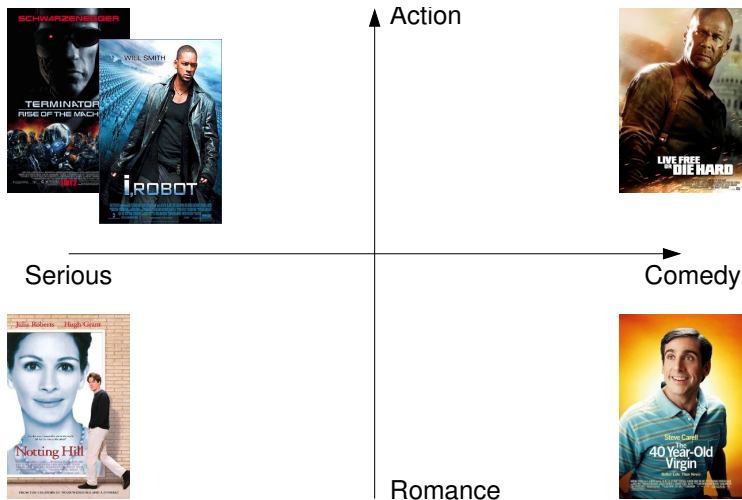 Action
SCHWARZENEGGER
TERMINATOR
RISE OF THE MACH
WILL SMITH
i,ROBOT
LIVE FREE
OR DIE HARD
Serious
Comedy
Julia Roberts Hugh Grant
Notting Hill
Steve Carell
The
40 Year-Old
Virgin
Romance